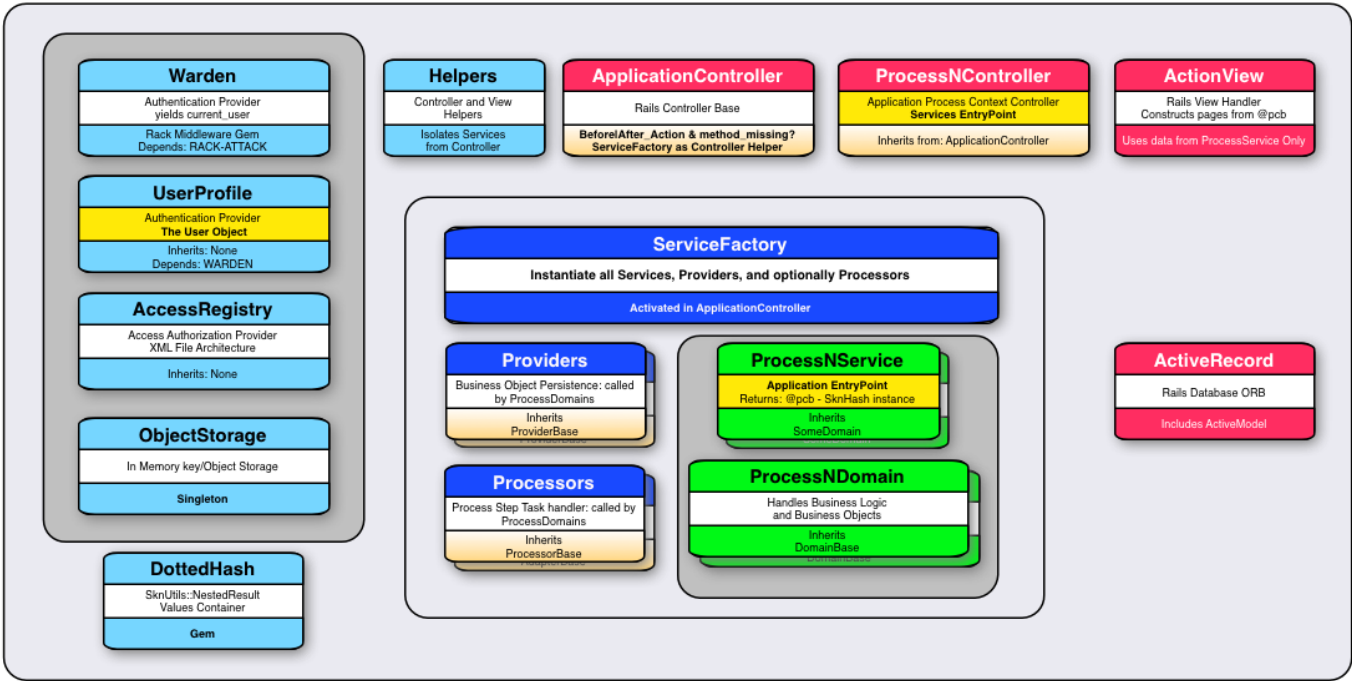 Warden
Authentication Provider
yields current_user
Rack Middleware Gem
Depends: RACK-ATTACK
UserProfile
Authentication Provider
The User Object
Inherits: None
Depends: WARDEN
AccessRegistry
Access Authorization Provider
XML File Architecture
Inherits: None
ObjectStorage
In Memory key/Object Storage
Singleton
DottedHash
SknUtils::NestedResult
Values Container
Gem
Helpers
Controller and View
Helpers
Isolates Services
from Controller
ApplicationController
Rails Controller Base
Before|After_Action & method_missing?
ServiceFactory as Controller Helper
ProcessNController
Application Process Context Controller
Services EntryPoint
Inherits from: ApplicationController
ActionView
Rails View Handler
Constructs pages from @pcb
Uses data from ProcessService Only
ServiceFactory
Instantiate all Services, Providers, and optionally Processors
Activated in ApplicationController
Providers
Business Object Persistence: called
by ProcessDomains
Inherits
ProviderBase
ProviderBase
Processors
Process Step Task handler: called by
ProcessDomains
Inherits
ProcessorBase
AdapterBase
ProcessNService
Application EntryPoint
Returns: @pcb - SknHash instance
Inherits
SomeDomain
ProcessNDomain
Handles Business Logic
and Business Objects
Inherits
DomainBase
DomainBase
ActiveRecord
Rails Database ORB
Includes ActiveModel